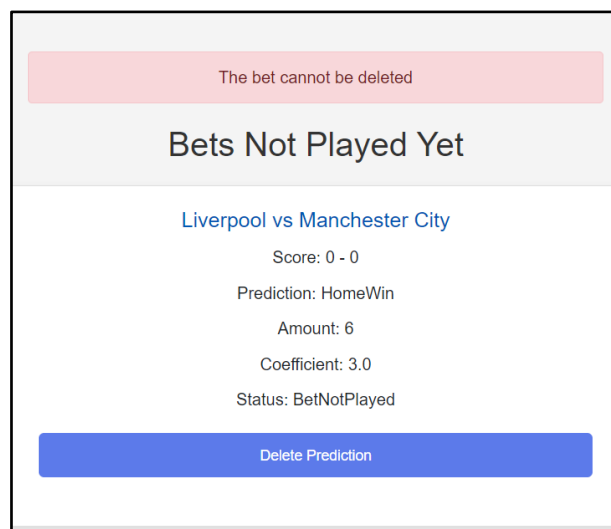 The bet cannot be deleted
Bets Not Played Yet
Liverpool vs Manchester City
Score: 0 - 0
Prediction: HomeWin
Amount: 6
Coefficient: 3.0
Status: BetNotPlayed
Delete Prediction